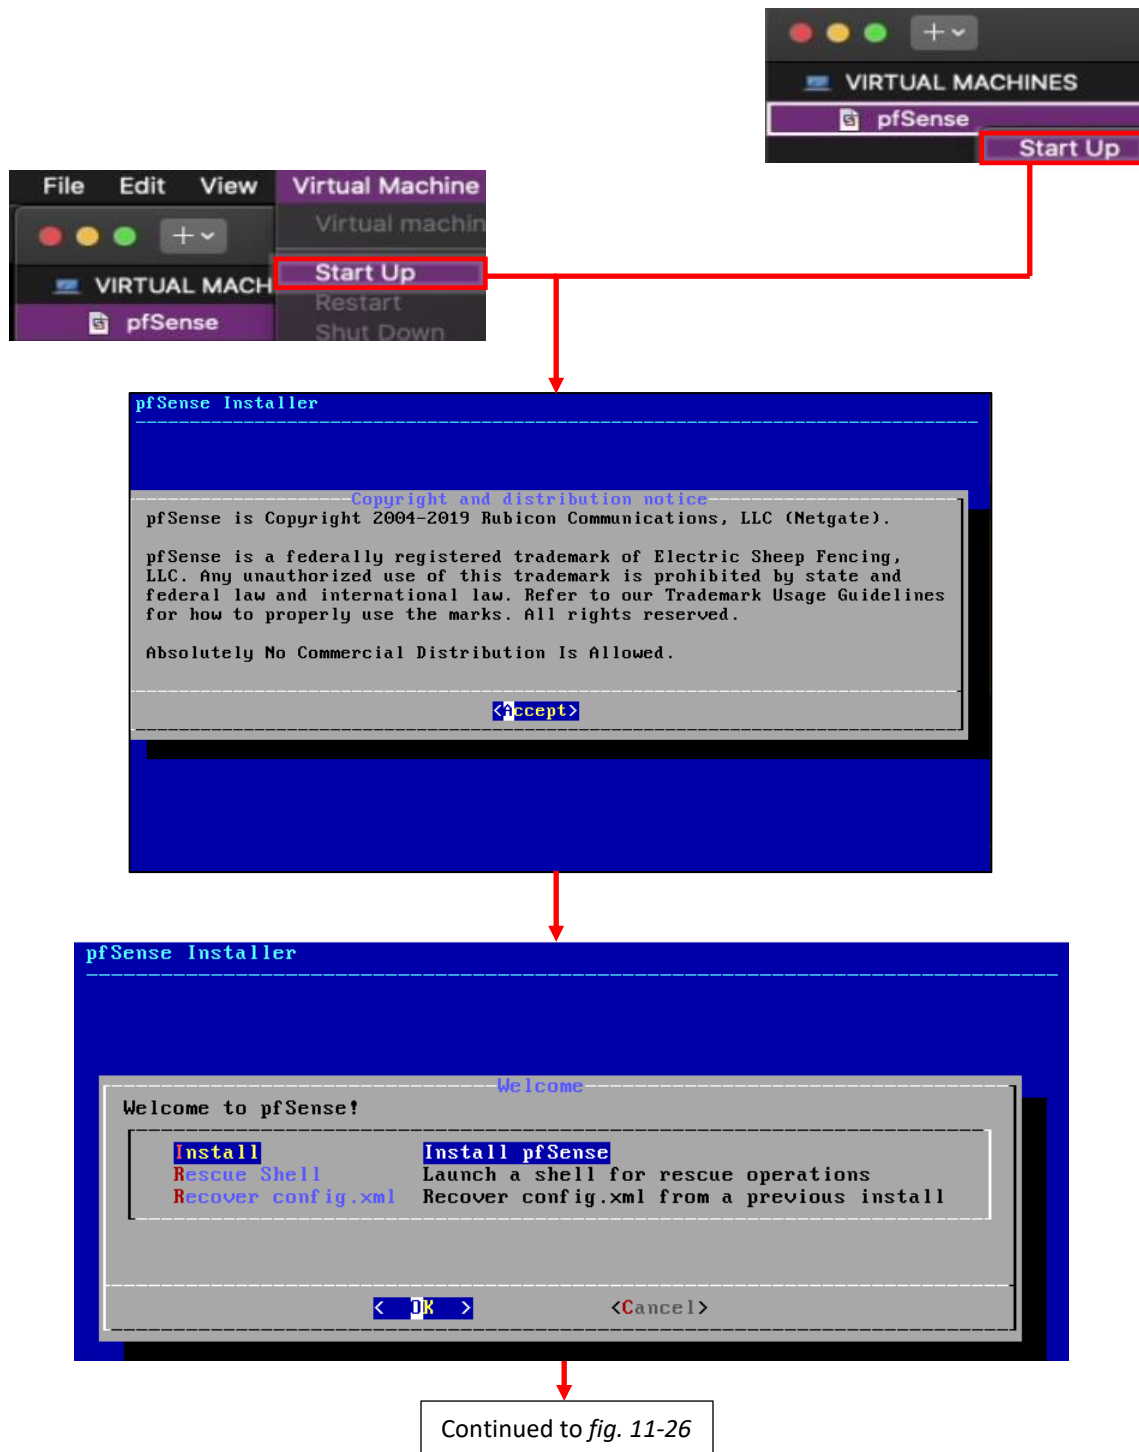 VIRTUAL MACHINES
pfSense
Start Up
File Edit View Virtual Machine
Virtual machin
VIRTUAL MACH
Start Up
Restart
pfSense
Shut Down
pfSense Installer
Copyright and distribution notice
pfSense is Copyright 2004-2019 Rubicon Communications, LLC (Netgate).
pfSense is a federally registered trademark of Electric Sheep Fencing,
LLC. Any unauthorized use of this trademark is prohibited by state and
federal law and international law. Refer to our Trademark Usage Guidelines
for how to properly use the marks. All rights reserved.
Absolutely No Commercial Distribution Is Allowed.
<Accept>
pfSense Installer
Welcome
Welcome to pfSense!
Install Install pfSense
Rescue Shell Launch a shell for rescue operations
Recover config.xml Recover config.xml from a previous install
< OK > <Cancel>
Continued to fig. 11-26